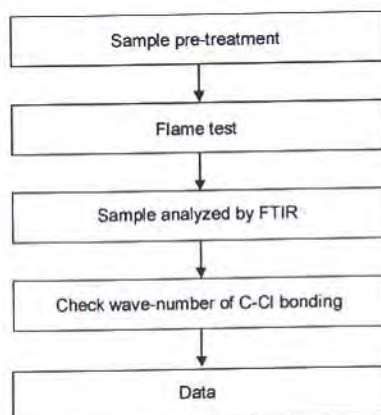 Sample pre-treatment
Flame test
Sample analyzed by FTIR
Check wave-number of C-Cl bonding
Data